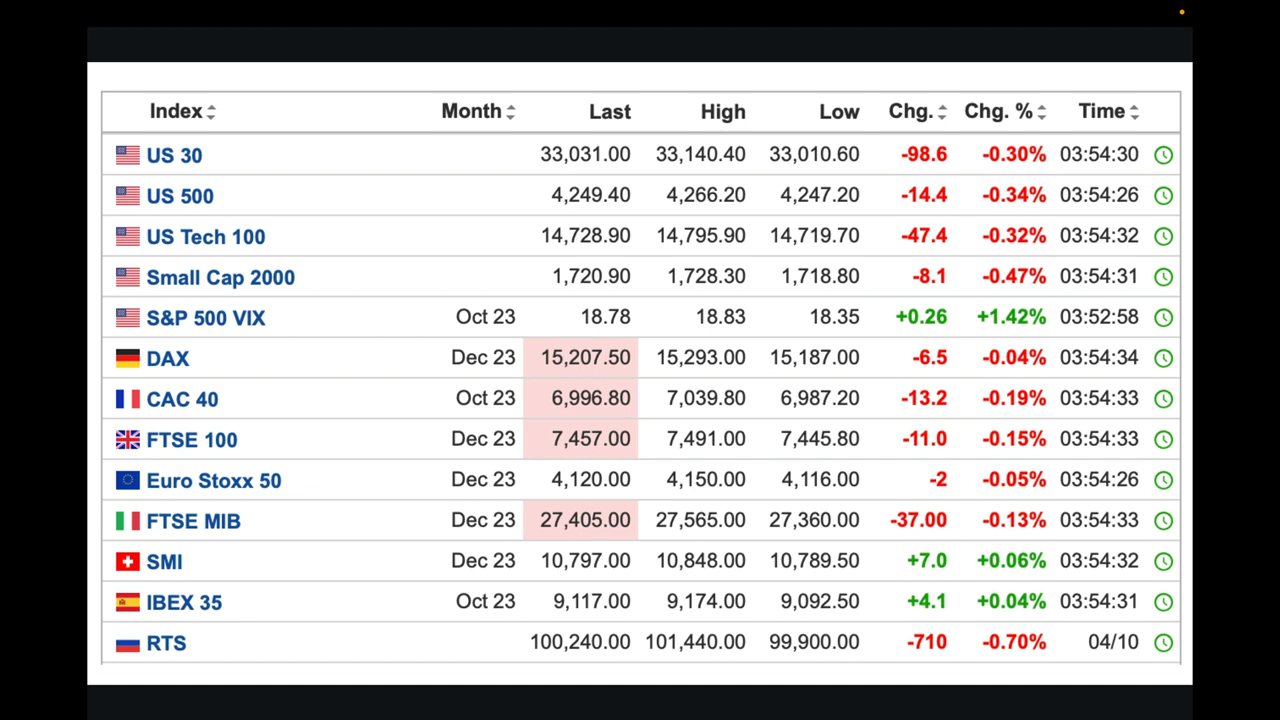 Index Month Last High Low Chg. Chg. % Time
US 30 33,031.00 33,140.40 33,010.60 -98.6 -0.30% 03:54:30
US 500 4,249.40 4,266.20 4,247.20 -14.4 -0.34% 03:54:26
US Tech 100 14,728.90 14,795.90 14,719.70 -47.4 -0.32% 03:54:32
Small Cap 2000 1,720.90 1,728.30 1,718.80 -8.1 -0.47% 03:54:31
S&P 500 VIX Oct 23 18.78 18.83 18.35 +0.26 +1.42% 03:52:58
DAX Dec 23 15,207.50 15,293.00 15,187.00 -6.5 -0.04% 03:54:34
CAC 40 Oct 23 6,996.80 7,039.80 6,987.20 -13.2 -0.19% 03:54:33
FTSE 100 Dec 23 7,457.00 7,491.00 7,445.80 -11.0 -0.15% 03:54:33
Euro Stoxx 50 Dec 23 4,120.00 4,150.00 4,116.00 -2 -0.05% 03:54:26
FTSE MIB Dec 23 27,405.00 27,565.00 27,360.00 -37.00 -0.13% 03:54:33
SMI Dec 23 10,797.00 10,848.00 10,789.50 +7.0 +0.06% 03:54:32
IBEX 35 Oct 23 9,117.00 9,174.00 9,092.50 +4.1 +0.04% 03:54:31
RTS 100,240.00 101,440.00 99,900.00 -710 -0.70% 04/10